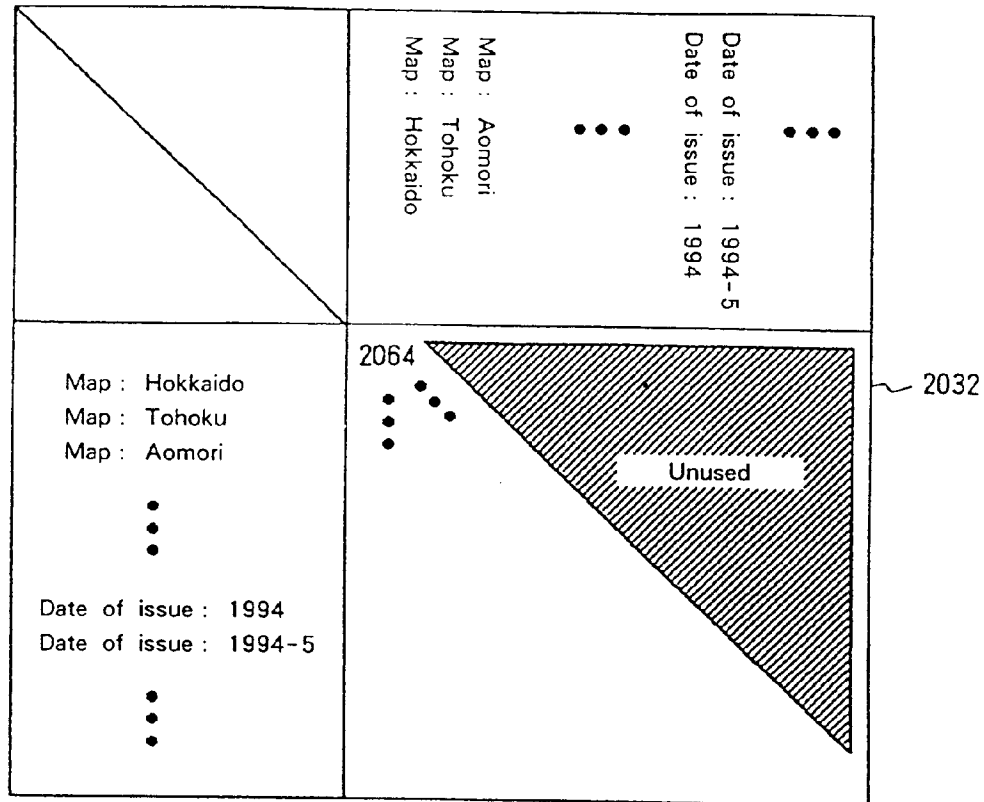 Map : Hokkaido
Map : Tohoku
Map : Aomori
Date of issue : 1994
Date of issue : 1994-5
2064
Unused
2032
Map : Hokkaido
Map : Tohoku
Map : Aomori
Date of issue : 1994
Date of issue : 1994-5